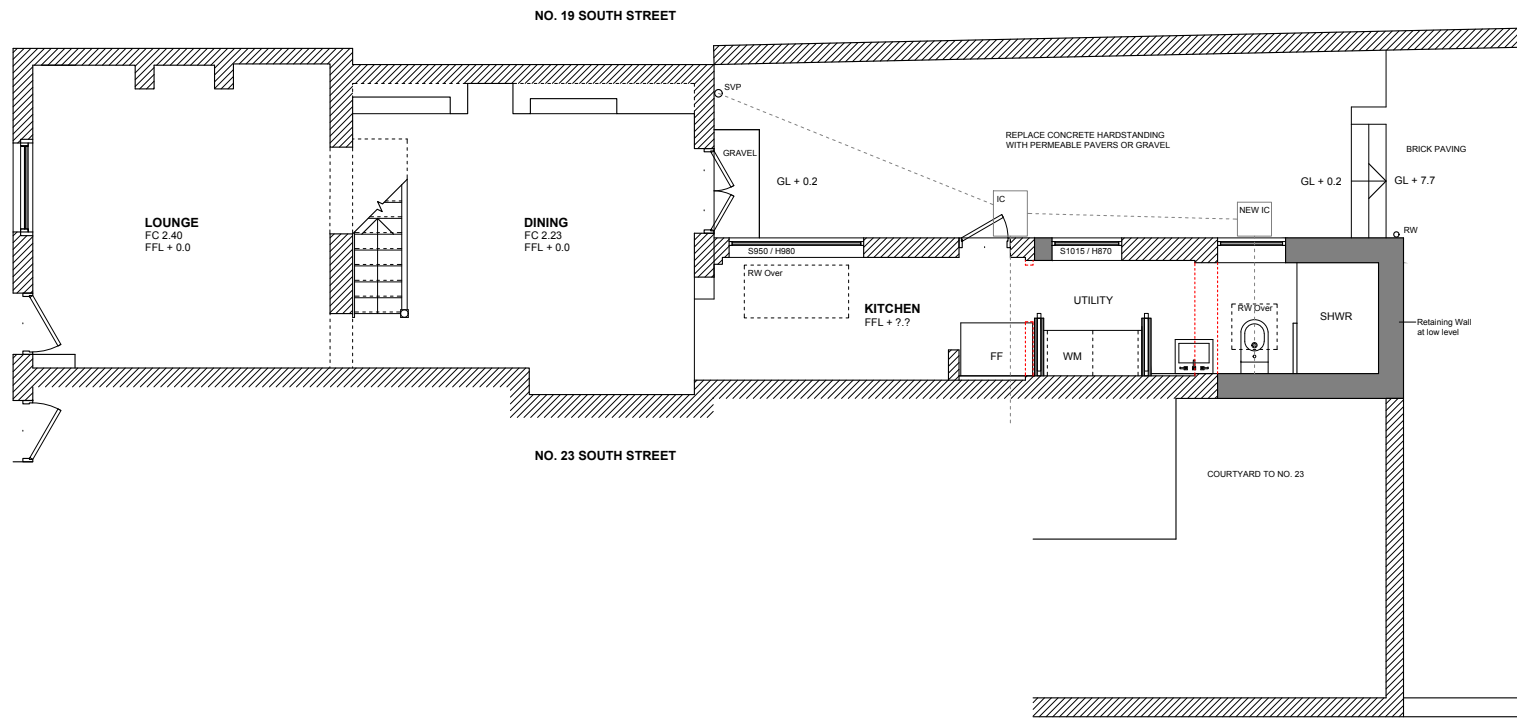 NO. 19 SOUTH STREET
SVP
REPLACE CONCRETE HARDSTANDING
WITH PERMEABLE PAVERS OR GRAVEL
BRICK PAVING
GRAVEL
GL + 0.2
GL + 0.2
GL + 7.7
IC
NEW IC
RW
LOUNGE
FC 2.40
FFL + 0.0
DINING
FC 2.23
FFL + 0.0
S950 / H980
S1015 / H870
RW Over
KITCHEN
FFL + ?.?
UTILITY
RW Over
SHWR
Retaining Wall
at low level
FF
WM
NO. 23 SOUTH STREET
COURTYARD TO NO. 23